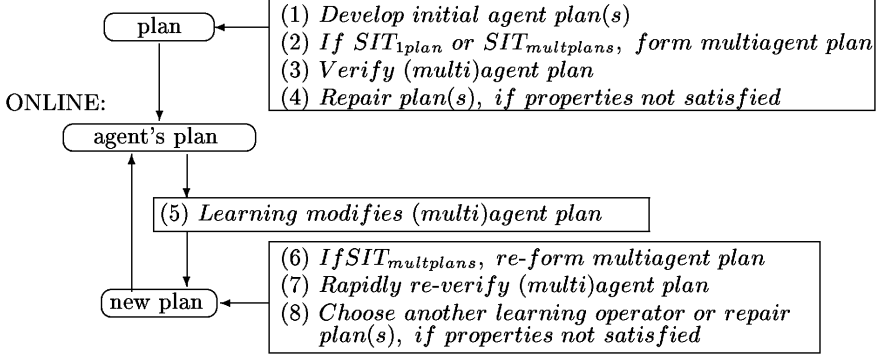 plan
(1) Develop initial agent plan(s)
(2) If SIT1plan or SITmultplans, form multiagent plan
(3) Verify (multi)agent plan
(4) Repair plan(s), if properties not satisfied
ONLINE:
agent's plan
(5) Learning modifies (multi)agent plan
(6) IfSITmultplans, re-form multiagent plan
(7) Rapidly re-verify (multi)agent plan
new plan
(8) Choose another learning operator or repair
plan(s), if properties not satisfied